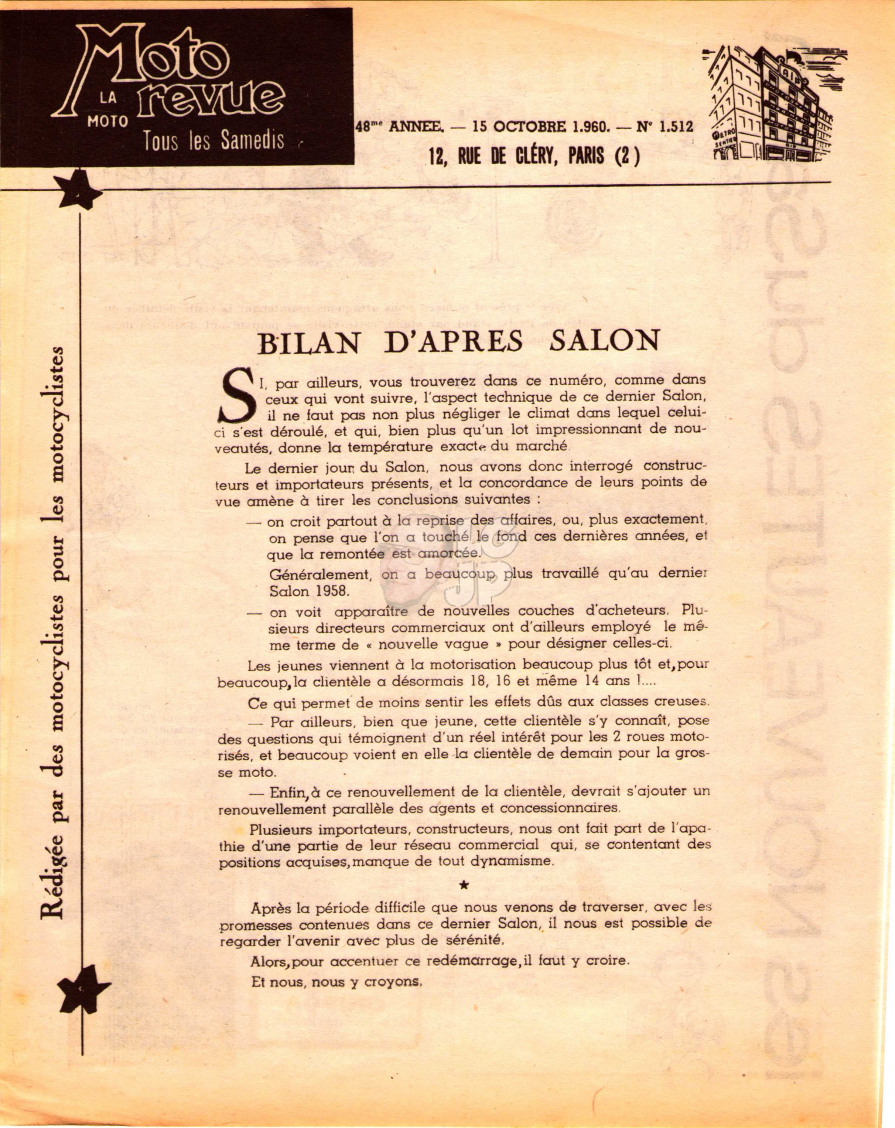 Moto
revue
LA
MOTO
Tous les Samedis
48me ANNEE. — 15 OCTOBRE 1.960. — N° 1.512
12, RUE DE CLÉRY, PARIS (2)
METRO
SENTIER
Rédigée par des motocyclistes pour les motocyclistes
BILAN D'APRES SALON
SI, par ailleurs, vous trouverez dans ce numéro, comme dans
ceux qui vont suivre, l'aspect technique de ce dernier Salon,
il ne faut pas non plus négliger le climat dans lequel celui-
ci s'est déroulé, et qui, bien plus qu'un lot impressionnant de nou-
veautés, donne la température exacte du marché.
Le dernier jour du Salon, nous avons donc interrogé construc-
teurs et importateurs présents, et la concordance de leurs points de
vue amène à tirer les conclusions suivantes :
— on croit partout à la reprise des affaires, ou, plus exactement,
on pense que l'on a touché le fond ces dernières années, et
que la remontée est amorcée.
Généralement, on a beaucoup plus travaillé qu'au dernier
Salon 1958.
— on voit apparaître de nouvelles couches d'acheteurs. Plu-
sieurs directeurs commerciaux ont d'ailleurs employé le mê-
me terme de « nouvelle vague » pour désigner celles-ci.
Les jeunes viennent à la motorisation beaucoup plus tôt et, pour
beaucoup, la clientèle a désormais 18, 16 et même 14 ans !....
Ce qui permet de moins sentir les effets dûs aux classes creuses.
— Par ailleurs, bien que jeune, cette clientèle s'y connaît, pose
des questions qui témoignent d'un réel intérêt pour les 2 roues moto-
risés, et beaucoup voient en elle la clientèle de demain pour la gros-
se moto.
— Enfin, à ce renouvellement de la clientèle, devrait s'ajouter un
renouvellement parallèle des agents et concessionnaires.
Plusieurs importateurs, constructeurs, nous ont fait part de l'apa-
thie d'une partie de leur réseau commercial qui, se contentant des
positions acquises, manque de tout dynamisme.
★
Après la période difficile que nous venons de traverser, avec les
promesses contenues dans ce dernier Salon, il nous est possible de
regarder l'avenir avec plus de sérénité.
Alors, pour accentuer ce redémarrage, il faut y croire.
Et nous, nous y croyons.